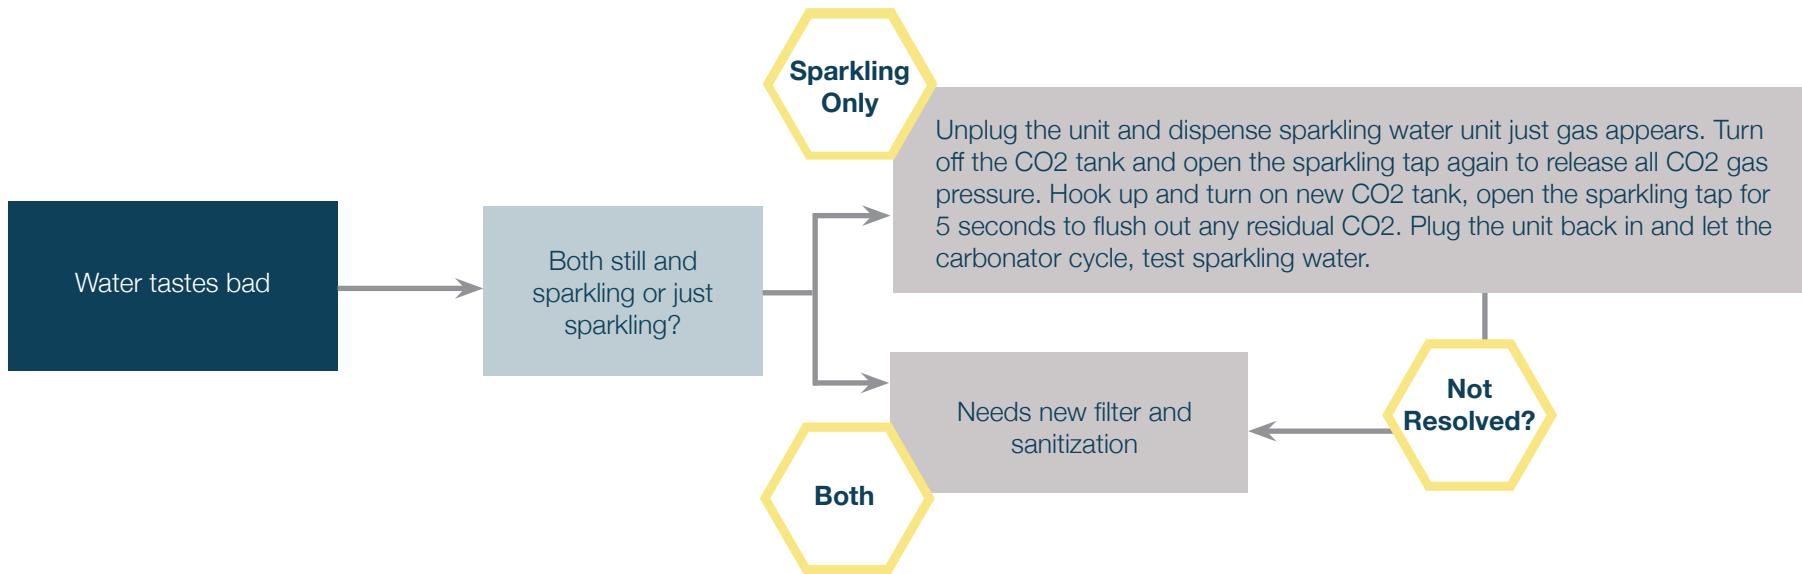 Water tastes bad
Both still and
sparkling or just
sparkling?
Sparkling
Only
Unplug the unit and dispense sparkling water unit just gas appears. Turn
off the CO2 tank and open the sparkling tap again to release all CO2 gas
pressure. Hook up and turn on new CO2 tank, open the sparkling tap for
5 seconds to flush out any residual CO2. Plug the unit back in and let the
carbonator cycle, test sparkling water.
Not
Resolved?
Needs new filter and
sanitization
Both